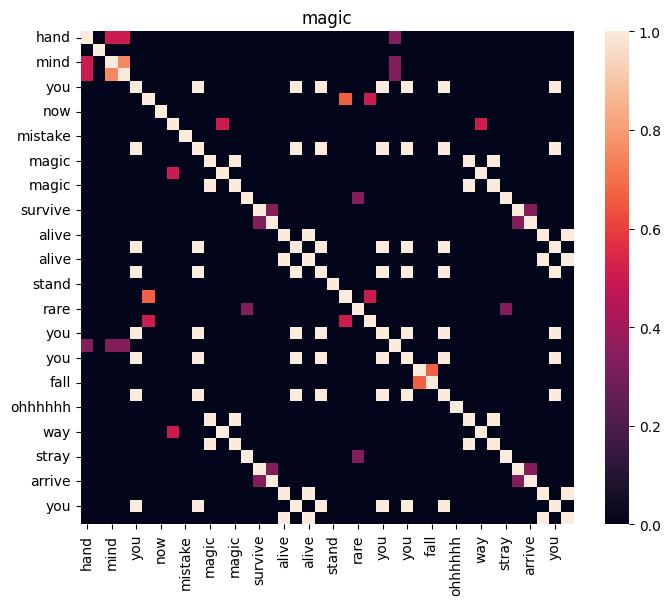 magic
hand
mind
you
now
mistake
magic
magic
survive
alive
alive
stand
rare
you
you
fall
ohhhhhh
way
stray
arrive
you
1.0
0.8
0.6
0.4
0.2
0.0
hand
mind
you
now
mistake
magic
magic
survive
alive
alive
stand
rare
you
you
fall
ohhhhhh
way
stray
arrive
you